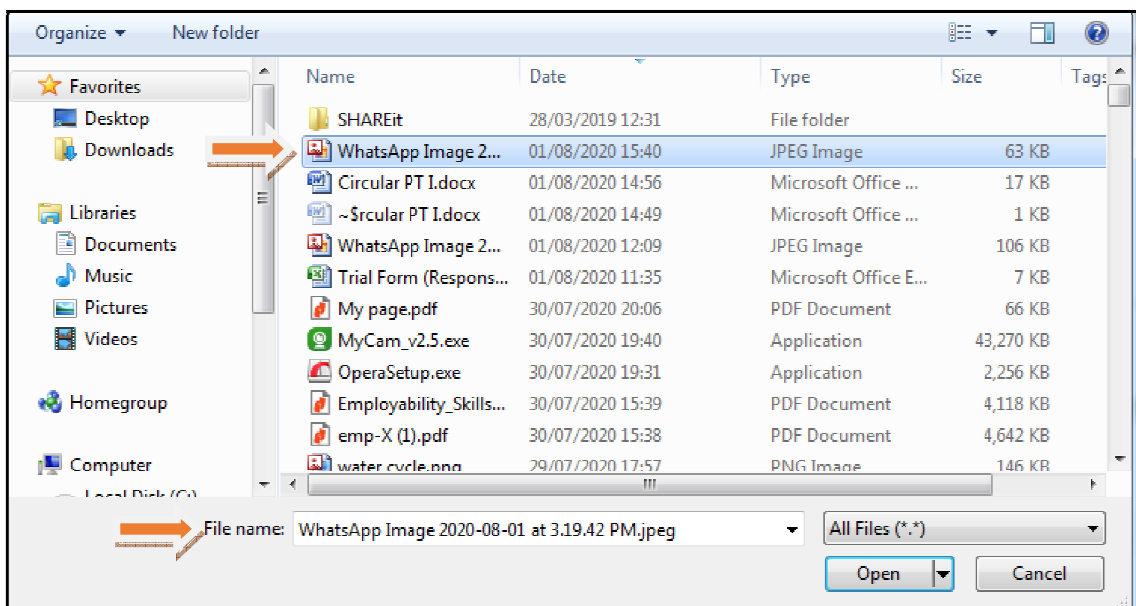 Organize New folder
Name Date Type Size Tags
Favorites
Desktop
Downloads
Libraries
Documents
Music
Pictures
Videos
Homegroup
Computer
Local Disk (C:)
SHAREit 28/03/2019 12:31 File folder
WhatsApp Image 2... 01/08/2020 15:40 JPEG Image 63 KB
Circular PT I.docx 01/08/2020 14:56 Microsoft Office ... 17 KB
~$rcular PT I.docx 01/08/2020 14:49 Microsoft Office ... 1 KB
WhatsApp Image 2... 01/08/2020 12:09 JPEG Image 106 KB
Trial Form (Respons... 01/08/2020 11:35 Microsoft Office E... 7 KB
My page.pdf 30/07/2020 20:06 PDF Document 66 KB
MyCam_v2.5.exe 30/07/2020 19:40 Application 43,270 KB
OperaSetup.exe 30/07/2020 19:31 Application 2,256 KB
Employability_Skills... 30/07/2020 15:39 PDF Document 4,118 KB
emp-X (1).pdf 30/07/2020 15:38 PDF Document 4,642 KB
water cycle.png 29/07/2020 17:57 PNG Image 146 KB
File name: WhatsApp Image 2020-08-01 at 3.19.42 PM.jpeg All Files (*.*)
Open Cancel